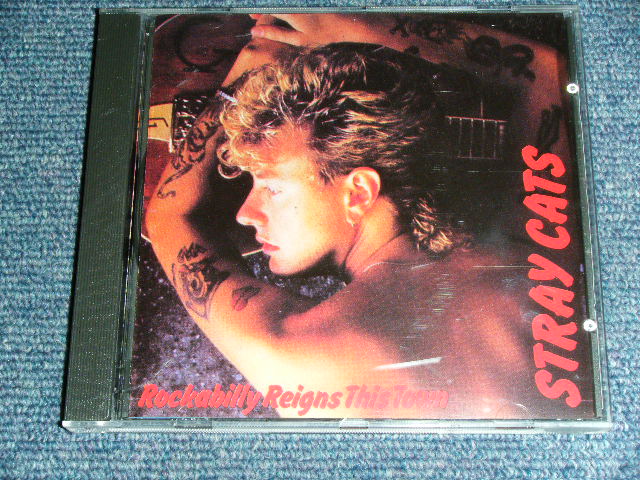 STRAY CATS
Rockabilly Reigns This Town